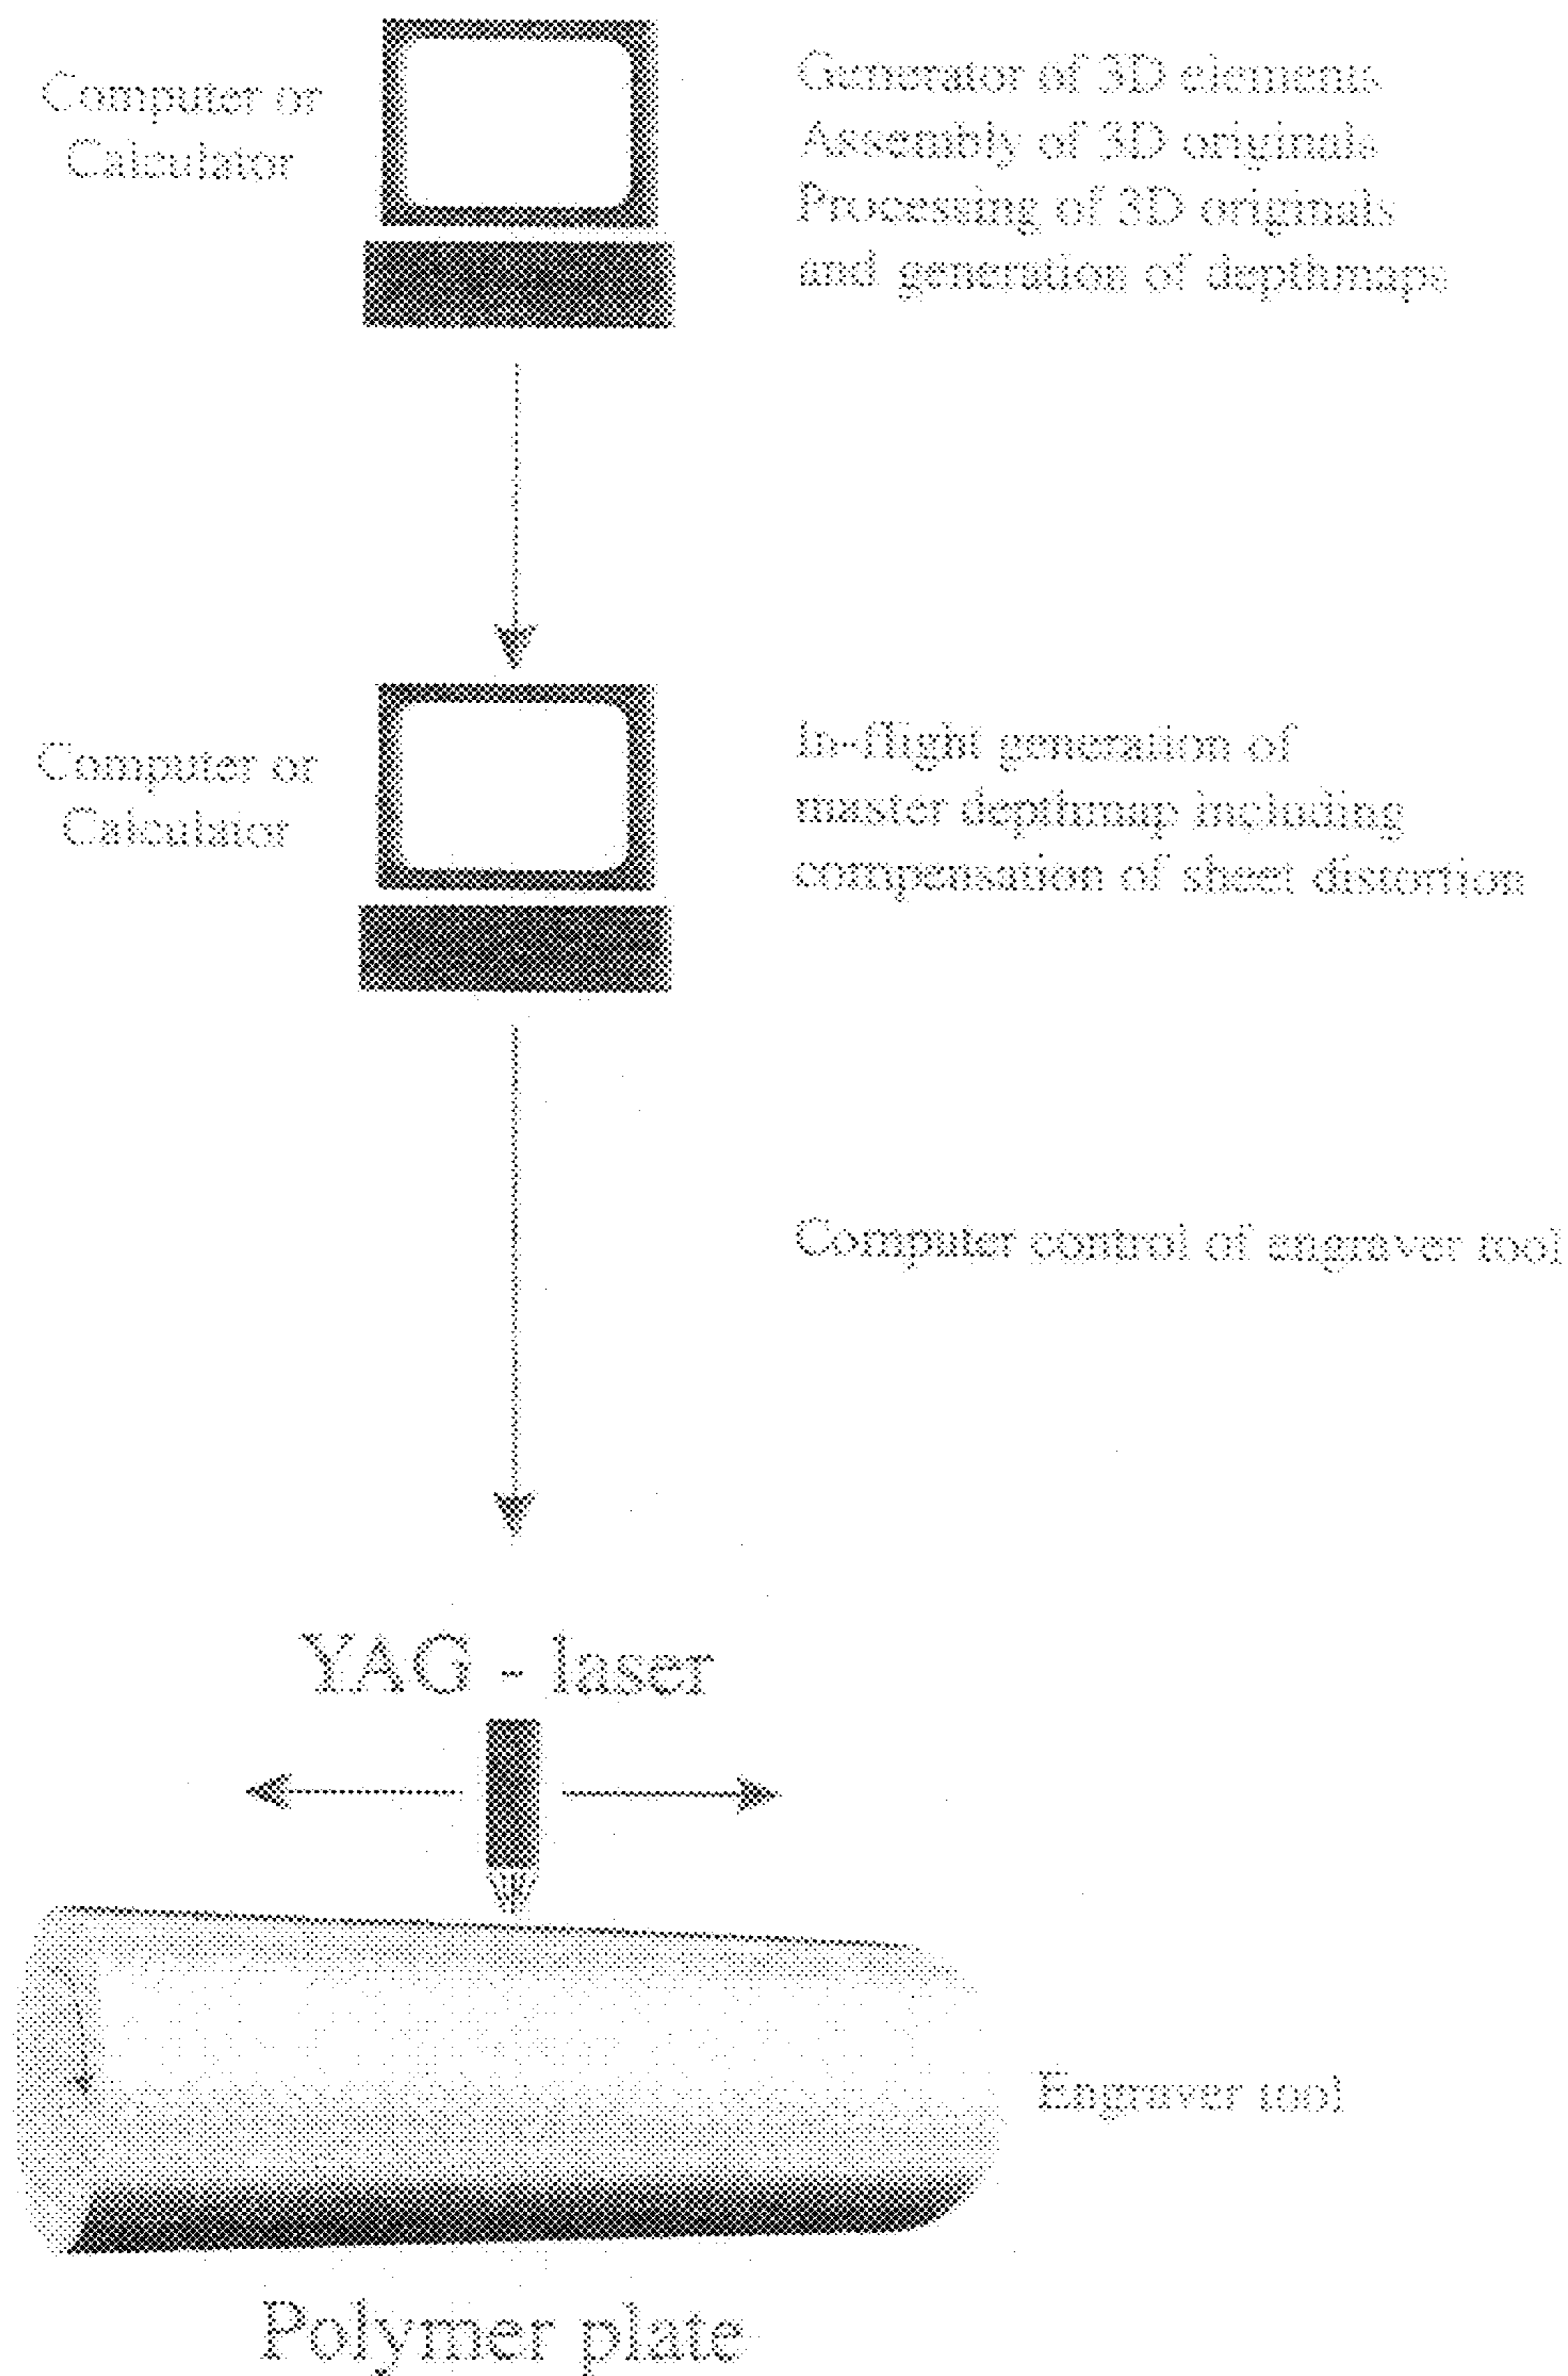 Computer or
Calculator
Generator of 3D elements
Assembly of 3D originals
Processing of 3D originals
and generation of depthmaps
Computer or
Calculator
In-flight generation of
master depthmap including
compensation of sheet distortion
Computer control of engraver tool
YAG - laser
Engraver tool
Polymer plate